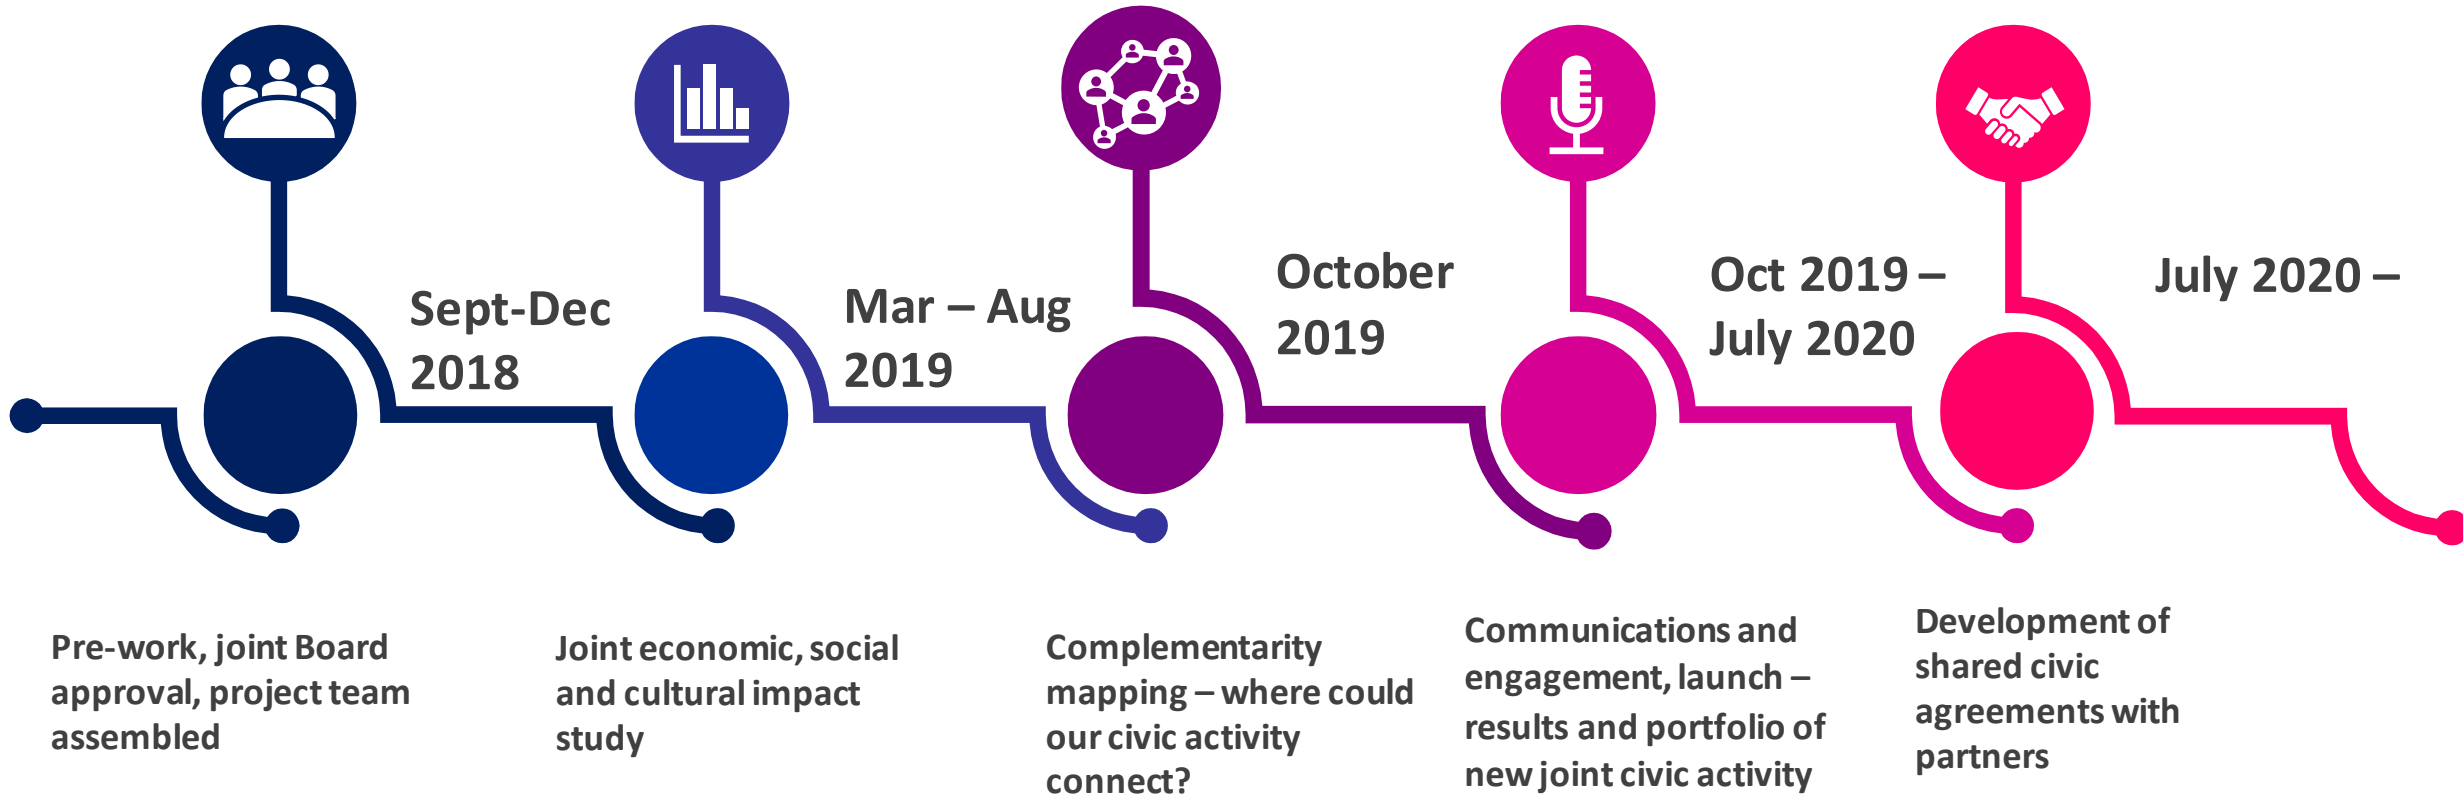 Sept-Dec
2018
Mar – Aug
2019
October
2019
Oct 2019 –
July 2020
July 2020 –
Pre-work, joint Board
approval, project team
assembled
Joint economic, social
and cultural impact
study
Complementarity
mapping – where could
our civic activity
connect?
Communications and
engagement, launch –
results and portfolio of
new joint civic activity
Development of
shared civic
agreements with
partners